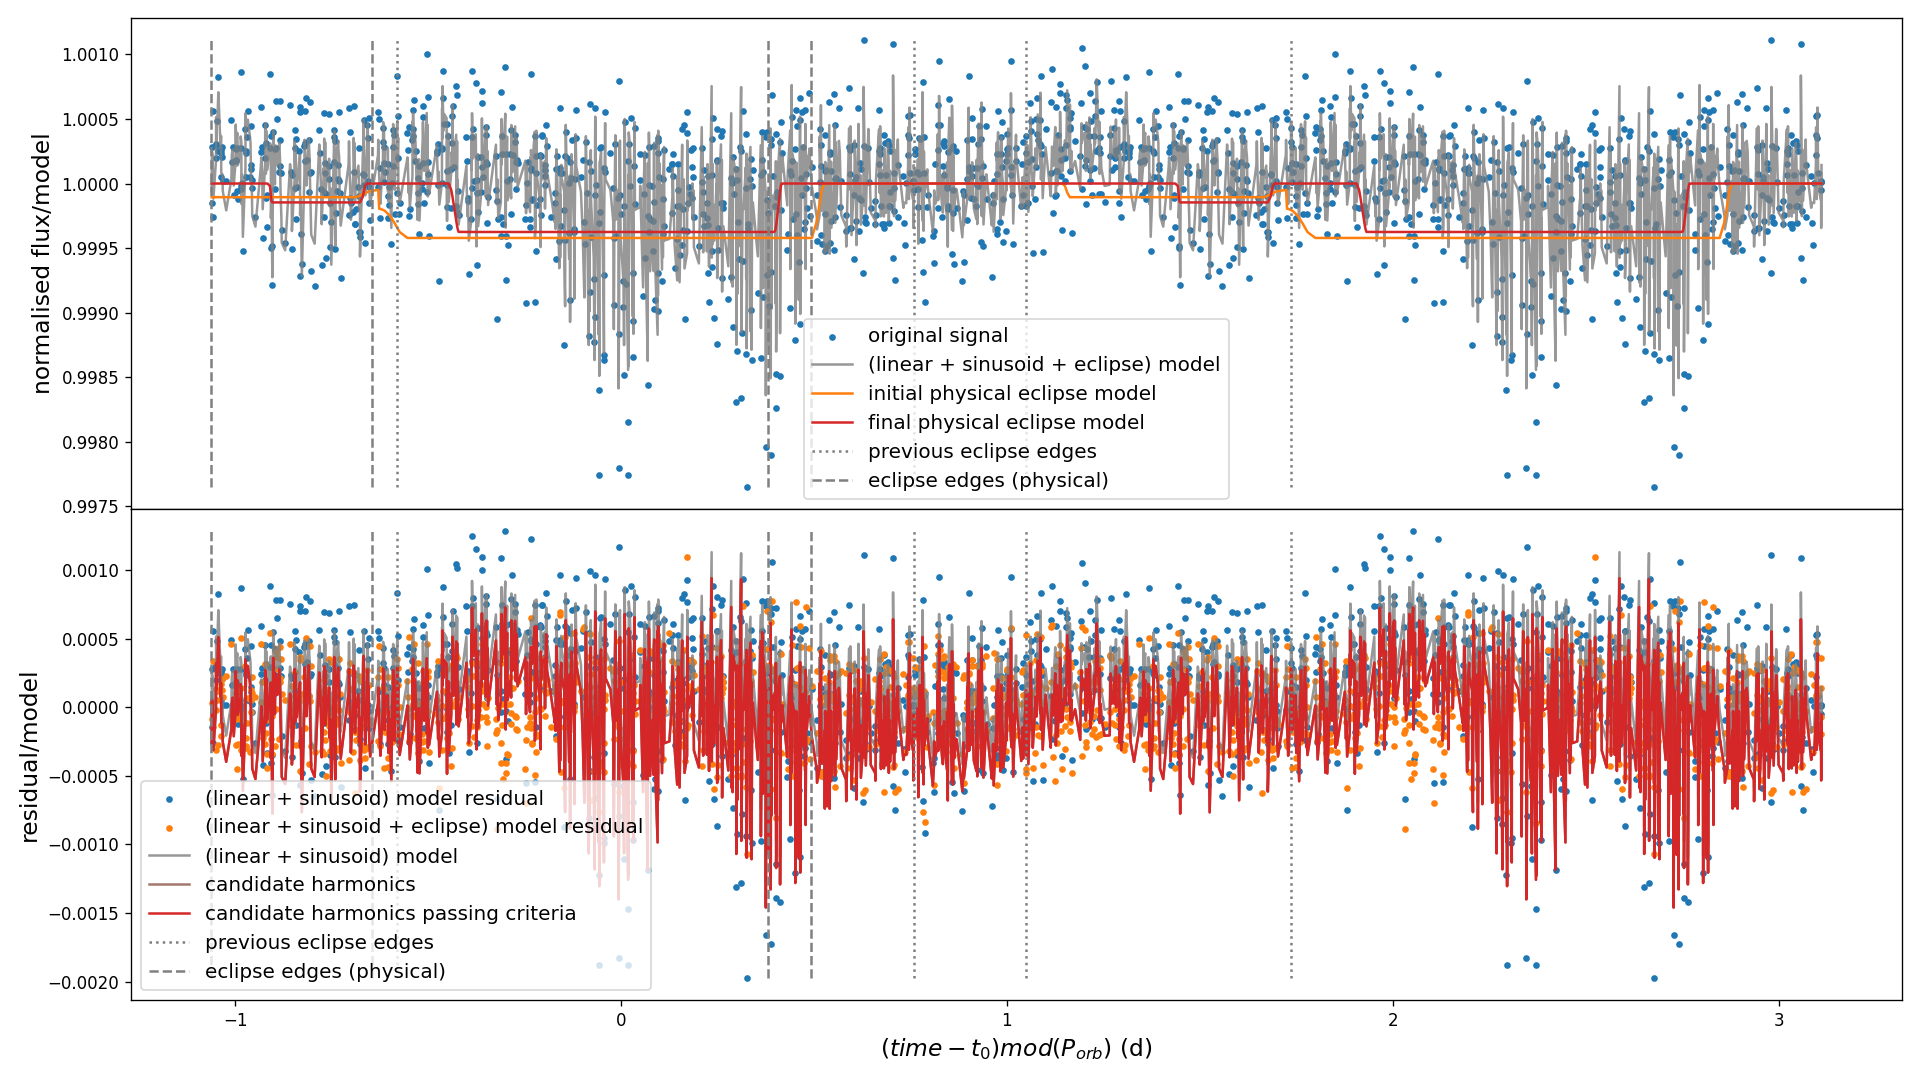 1.0010
1.0005
1.0000
0.9995
0.9990
0.9985
0.9980
0.9975
normalised flux/model
original signal
(linear + sinusoid + eclipse) model
initial physical eclipse model
final physical eclipse model
previous eclipse edges
eclipse edges (physical)
0.0010
0.0005
0.0000
−0.0005
−0.0010
−0.0015
−0.0020
residual/model
(linear + sinusoid) model residual
(linear + sinusoid + eclipse) model residual
(linear + sinusoid) model
candidate harmonics
candidate harmonics passing criteria
previous eclipse edges
eclipse edges (physical)
−1 0 1 2 3
(time − t₀)mod(Pₒᵣb) (d)